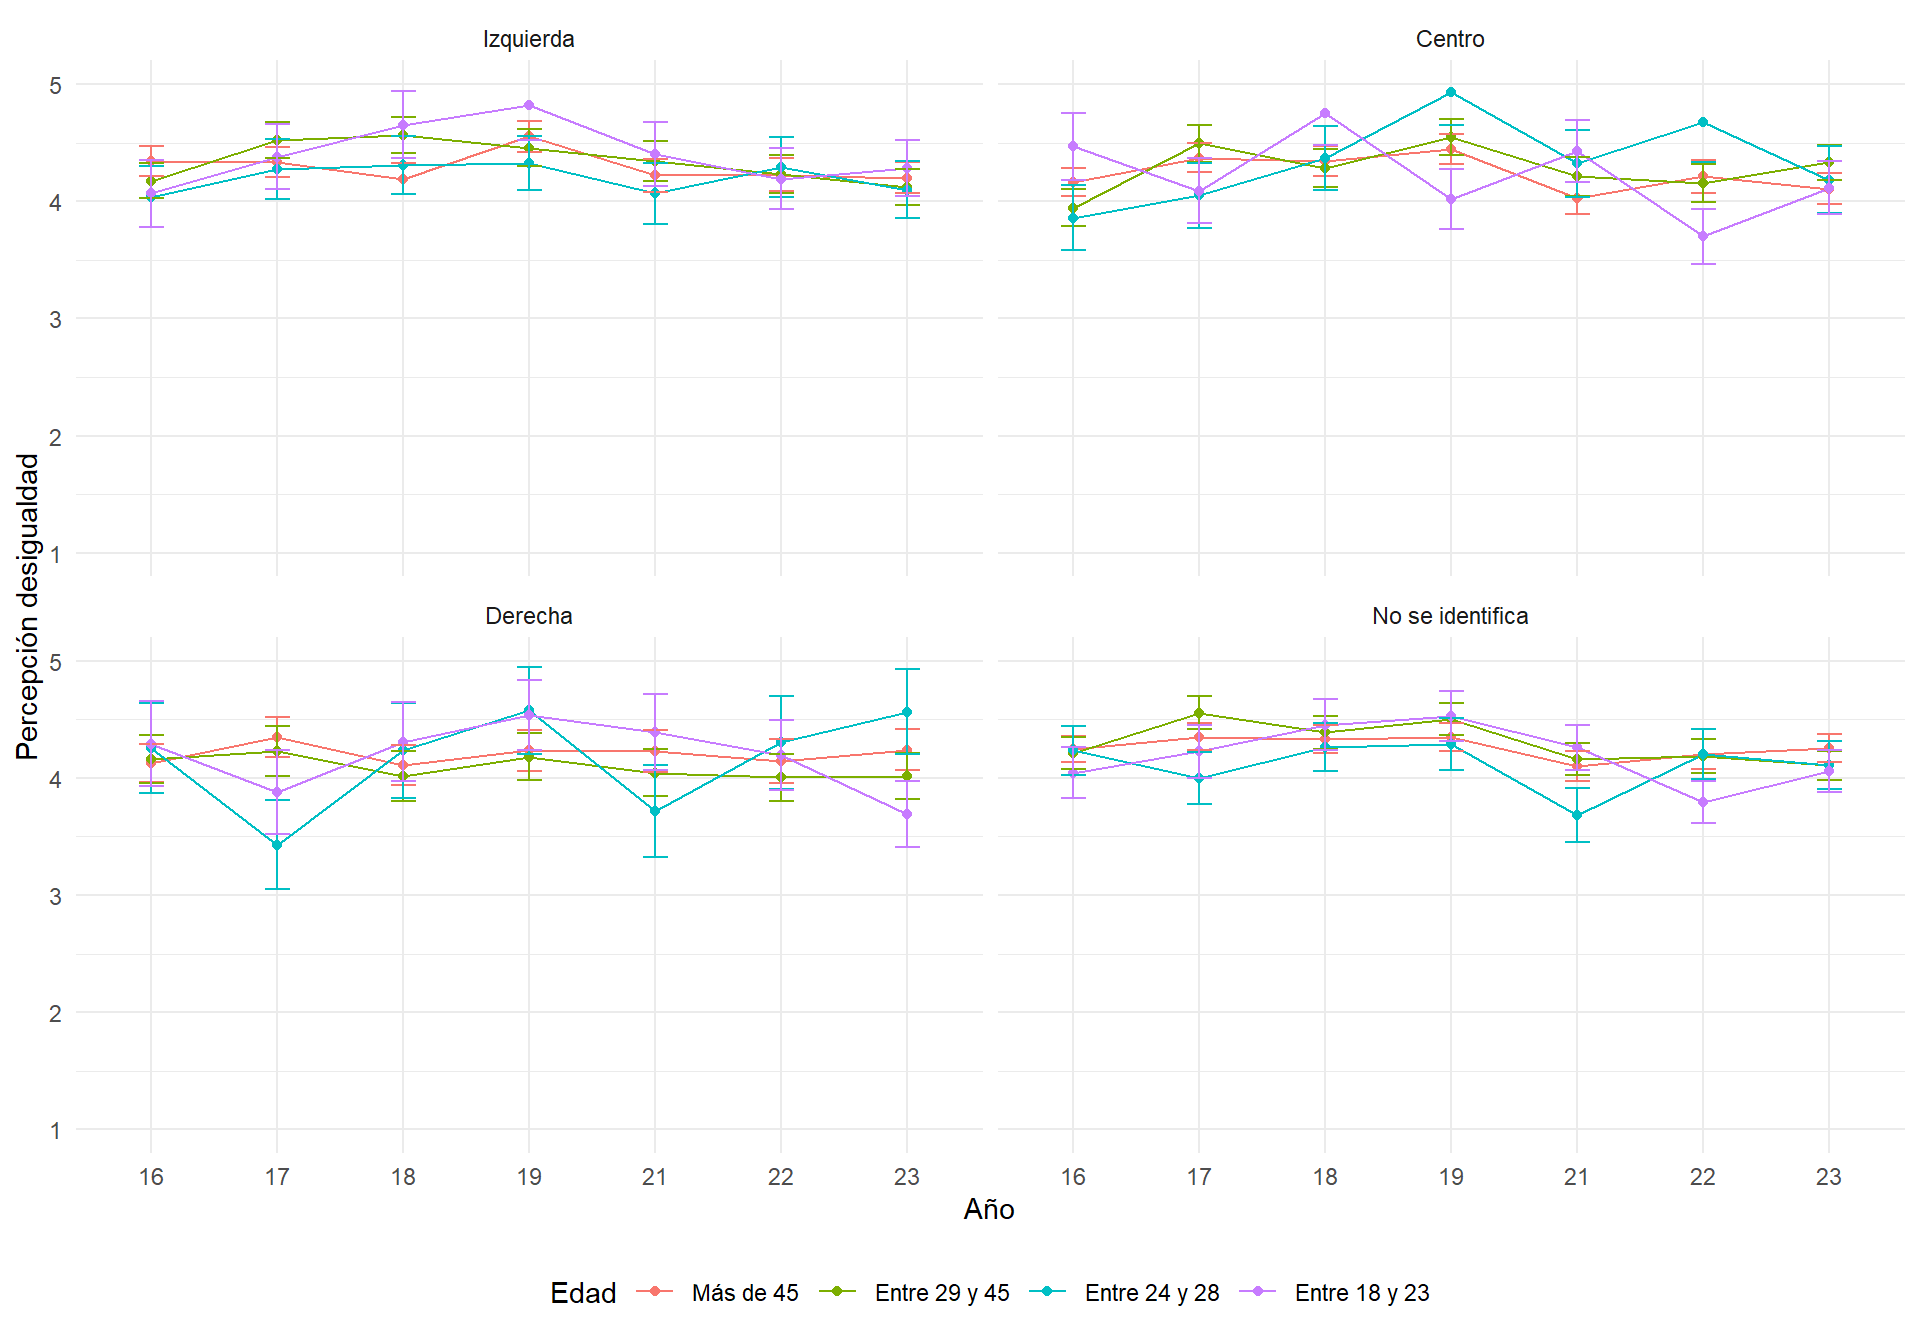 Izquierda
Centro
5
4
3
2
1
Derecha
No se identifica
5
4
3
2
1
Percepción desigualdad
16 17 18 19 21 22 23
16 17 18 19 21 22 23
Año
Edad Más de 45 Entre 29 y 45 Entre 24 y 28 Entre 18 y 23